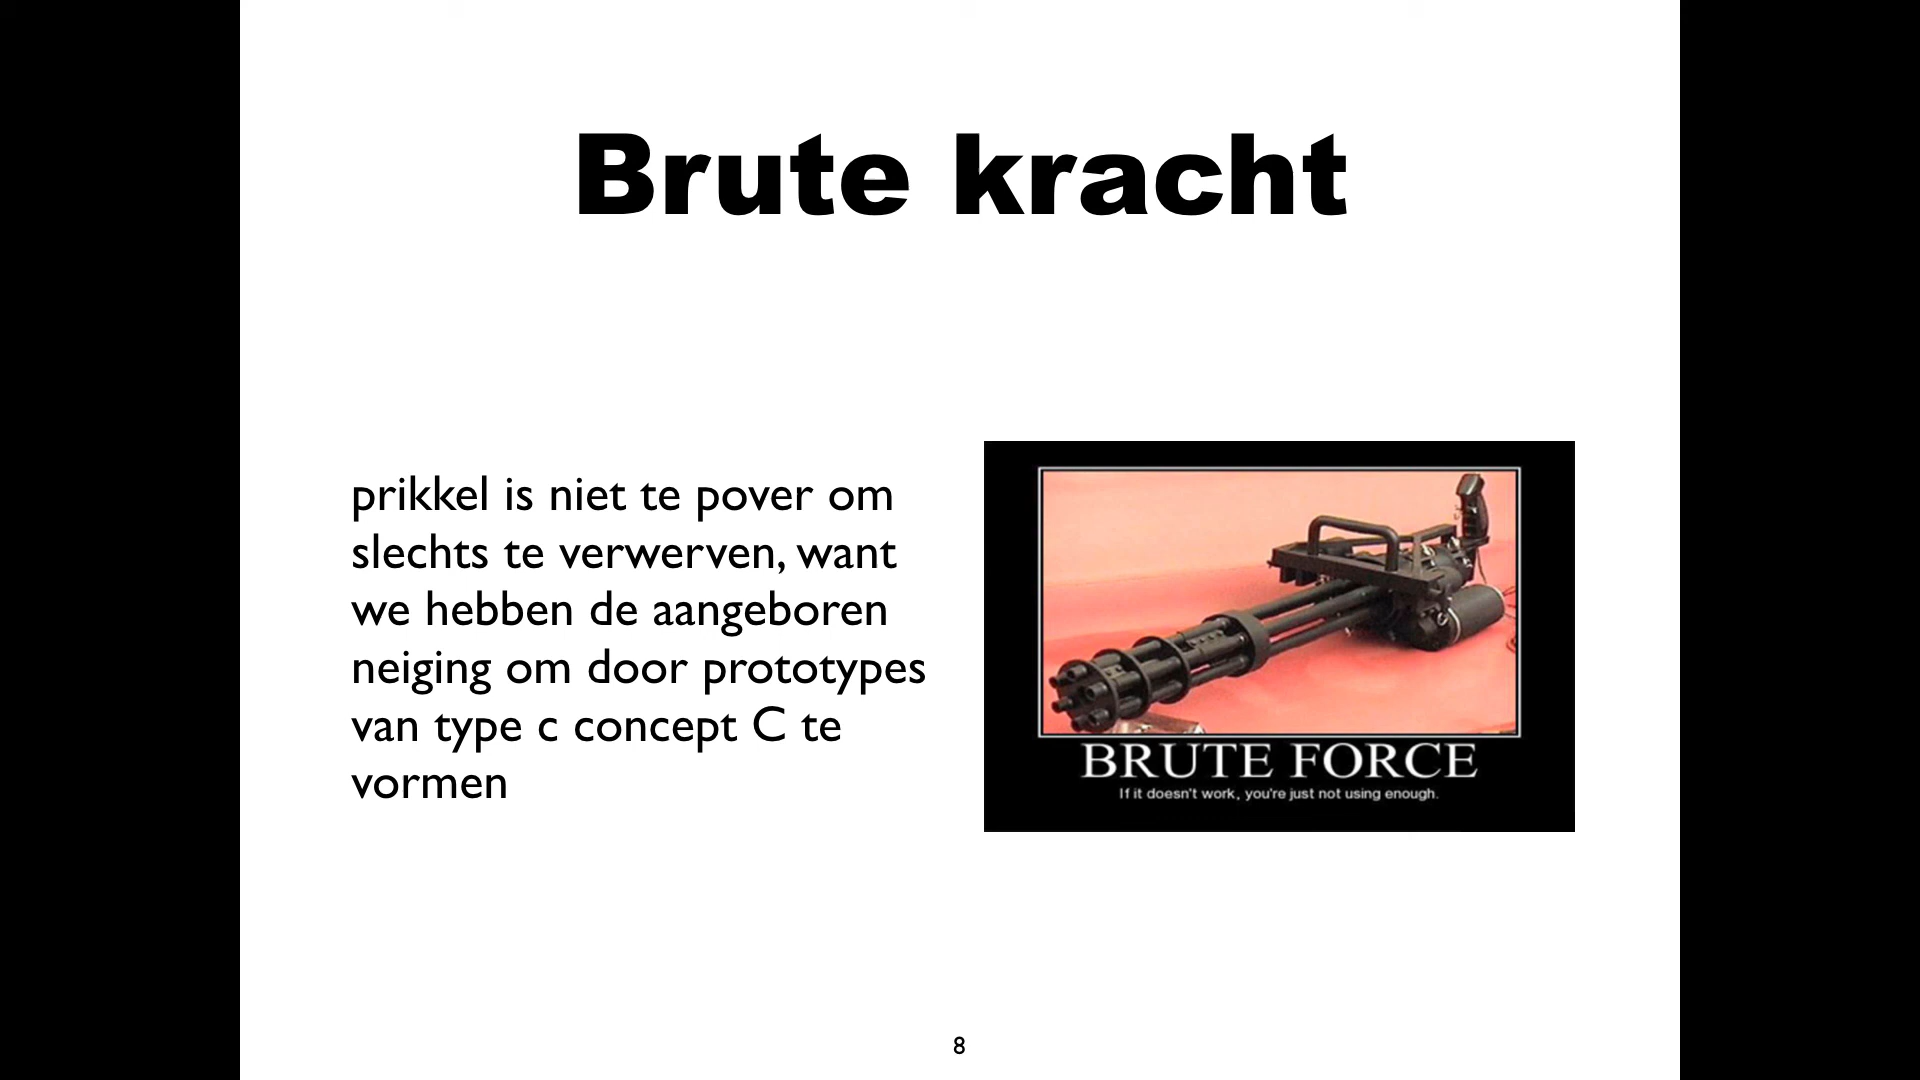 Brute kracht
prikkel is niet te pover om
slechts te verwerven, want
we hebben de aangeboren
neiging om door prototypes
van type c concept C te
vormen
BRUTE FORCE
If it doesn't work, you're just not using enough.
8